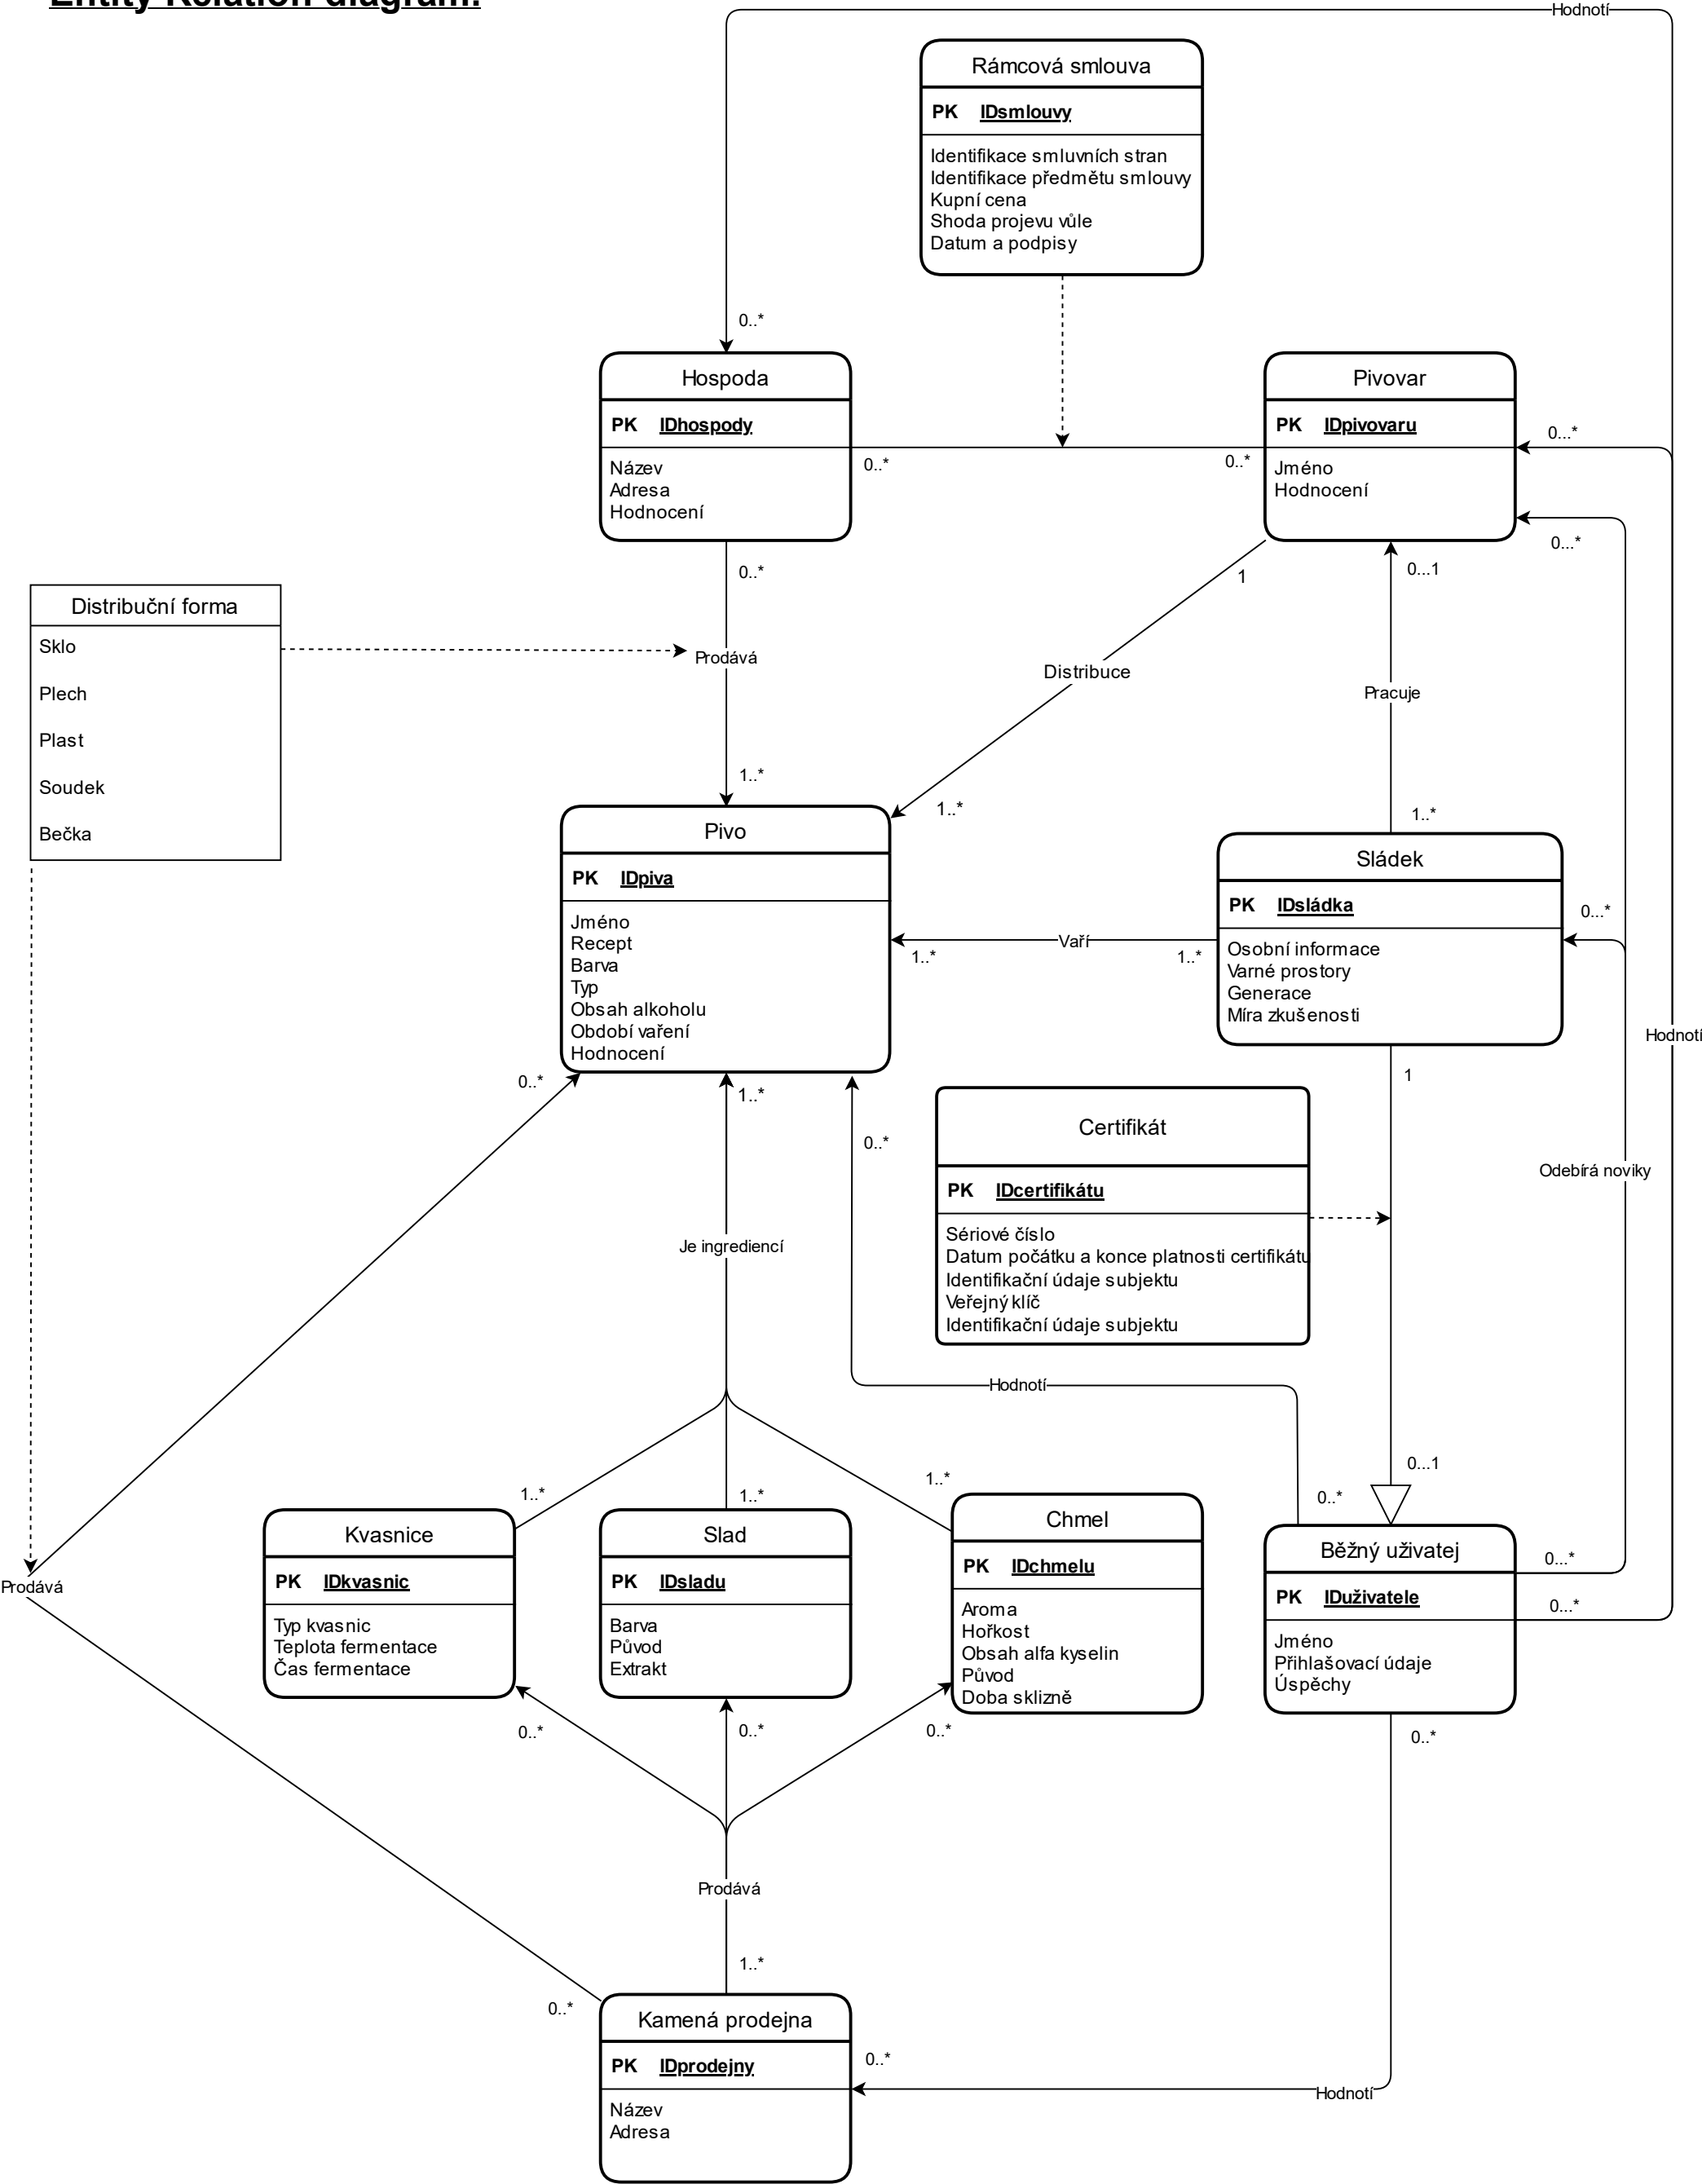 Entity Relation diagram:
Hodnotí
Rámcová smlouva
PK IDsmlouvy
Identifikace smluvních stran
Identifikace předmětu smlouvy
Kupní cena
Shoda projevu vůle
Datum a podpisy
0..*
Hospoda
PK IDhospody
Název
Adresa
Hodnocení
0..*
0..*
Pivovar
PK IDpivovaru
Jméno
Hodnocení
0...*
0...*
0..*
1
0...1
Distribuční forma
Sklo
Plech
Plast
Soudek
Bečka
Prodává
Distribuce
Pracuje
1..*
1..*
1..*
Pivo
PK IDpiva
Jméno
Recept
Barva
Typ
Obsah alkoholu
Období vaření
Hodnocení
Vaří
1..*
1..*
Sládek
PK IDsládka
Osobní informace
Varné prostory
Generace
Míra zkušenosti
0...*
Hodnotí
0..*
1..*
0..*
1
Certifikát
PK IDcertifikátu
Sériové číslo
Datum počátku a konce platnosti certifikátu
Identifikační údaje subjektu
Veřejný klíč
Identifikační údaje subjektu
Odebírá noviky
Je ingrediencí
Hodnotí
1..*
1..*
1..*
0..*
0...1
Kvasnice
PK IDkvasnic
Typ kvasnic
Teplota fermentace
Čas fermentace
Slad
PK IDsladu
Barva
Původ
Extrakt
Chmel
PK IDchmelu
Aroma
Hořkost
Obsah alfa kyselin
Původ
Doba sklizně
Běžný uživatej
PK IDuživatele
Jméno
Přihlašovací údaje
Úspěchy
0...*
0...*
Prodává
0..*
0..*
0..*
0..*
Prodává
1..*
0..*
Kamená prodejna
PK IDprodejny
Název
Adresa
0..*
Hodnotí